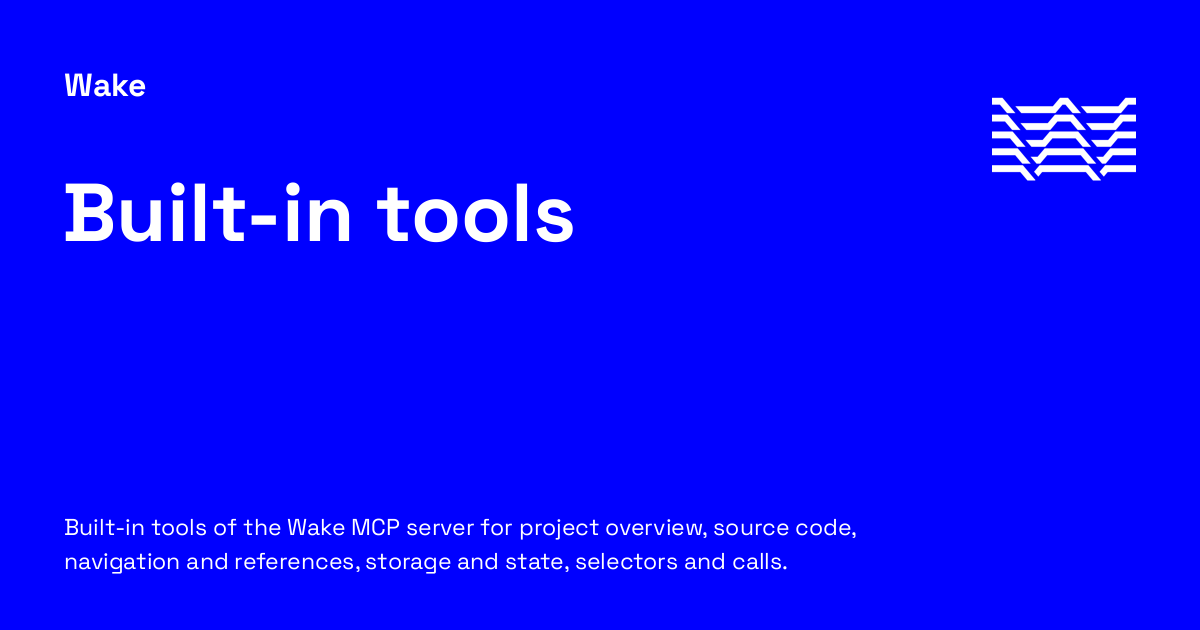 Wake
Built-in tools
Built-in tools of the Wake MCP server for project overview, source code,
navigation and references, storage and state, selectors and calls.